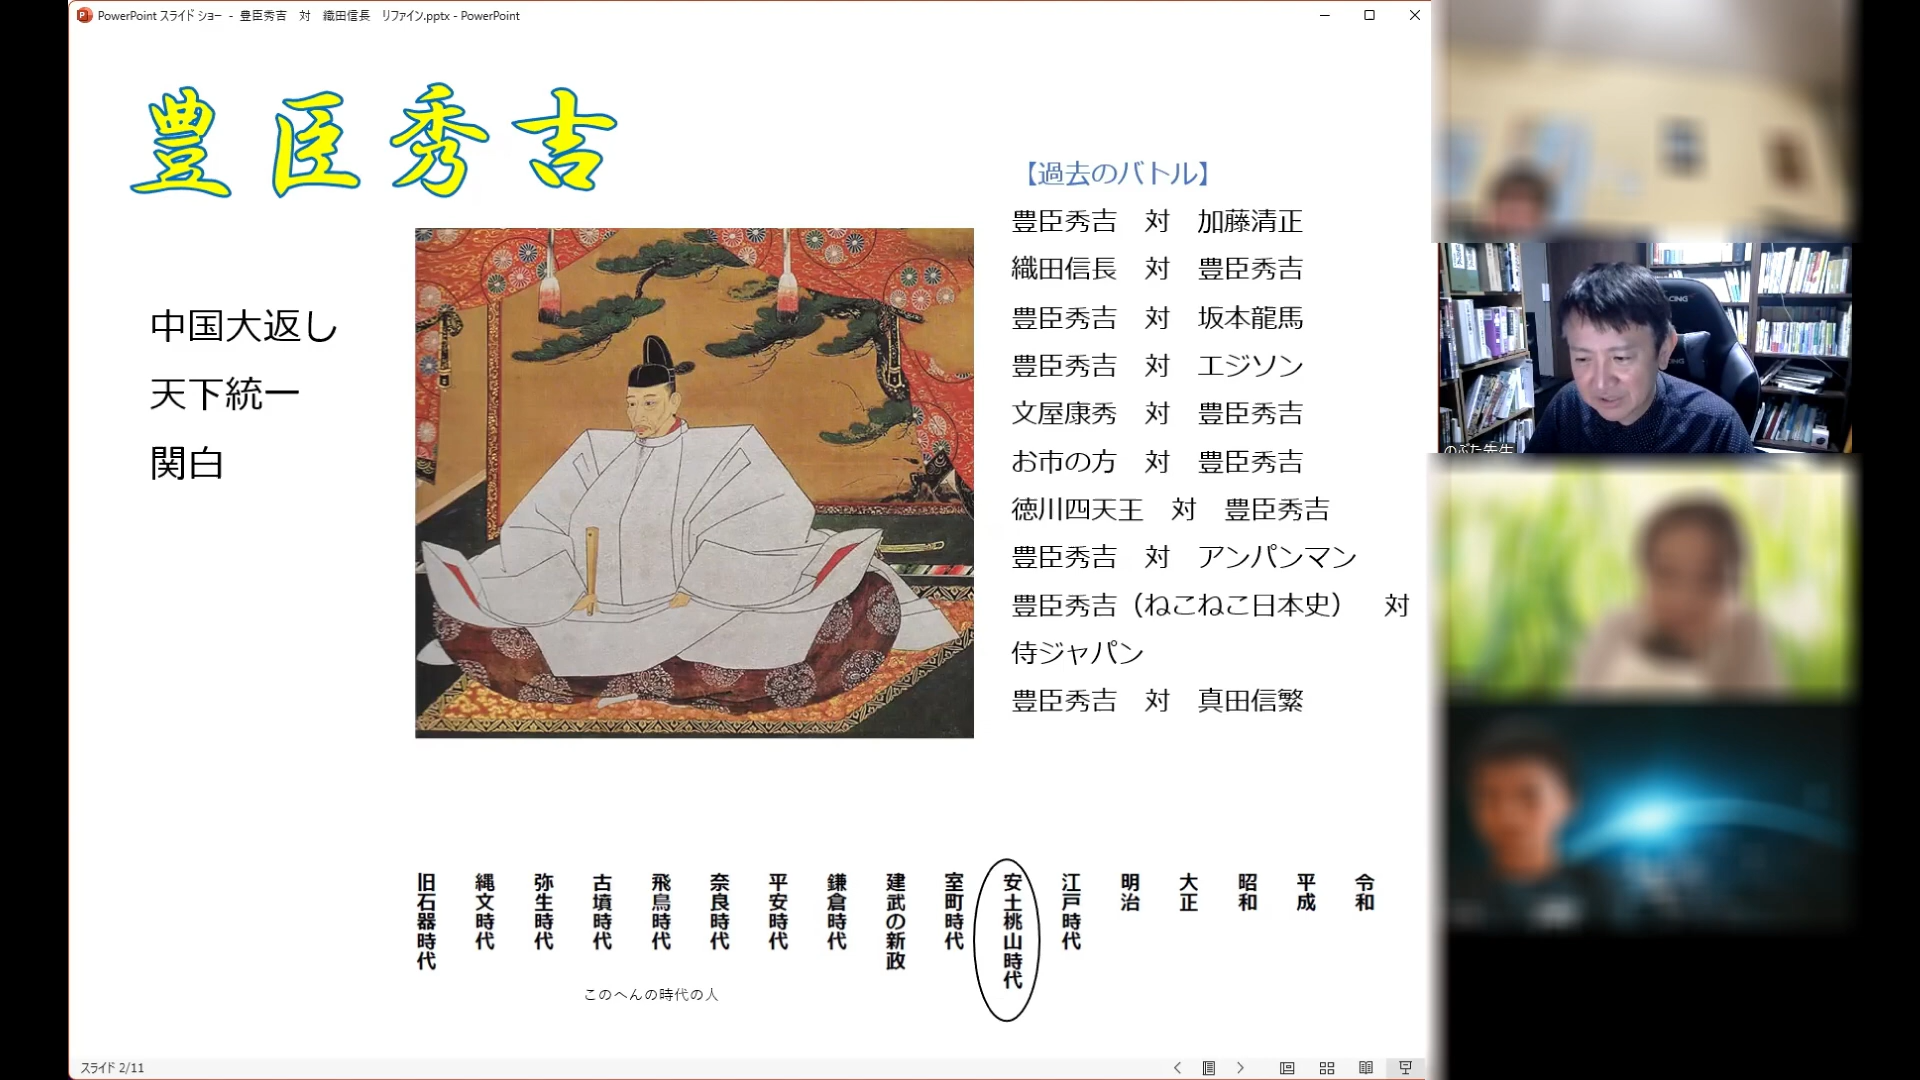 PowerPoint スライド ショー - 豊臣秀吉　対　織田信長　リファイン.pptx - PowerPoint
豊臣秀吉
中国大返し
天下統一
関白
【過去のバトル】
豊臣秀吉　対　加藤清正
織田信長　対　豊臣秀吉
豊臣秀吉　対　坂本龍馬
豊臣秀吉　対　エジソン
文屋康秀　対　豊臣秀吉
お市の方　対　豊臣秀吉
徳川四天王　対　豊臣秀吉
豊臣秀吉　対　アンパンマン
豊臣秀吉（ねこねこ日本史）　対
侍ジャパン
豊臣秀吉　対　真田信繁
旧石器時代
縄文時代
弥生時代
古墳時代
飛鳥時代
奈良時代
平安時代
鎌倉時代
建武の新政
室町時代
安土桃山時代
江戸時代
明治
大正
昭和
平成
令和
このへんの時代の人
スライド 2/11
のぶた先生